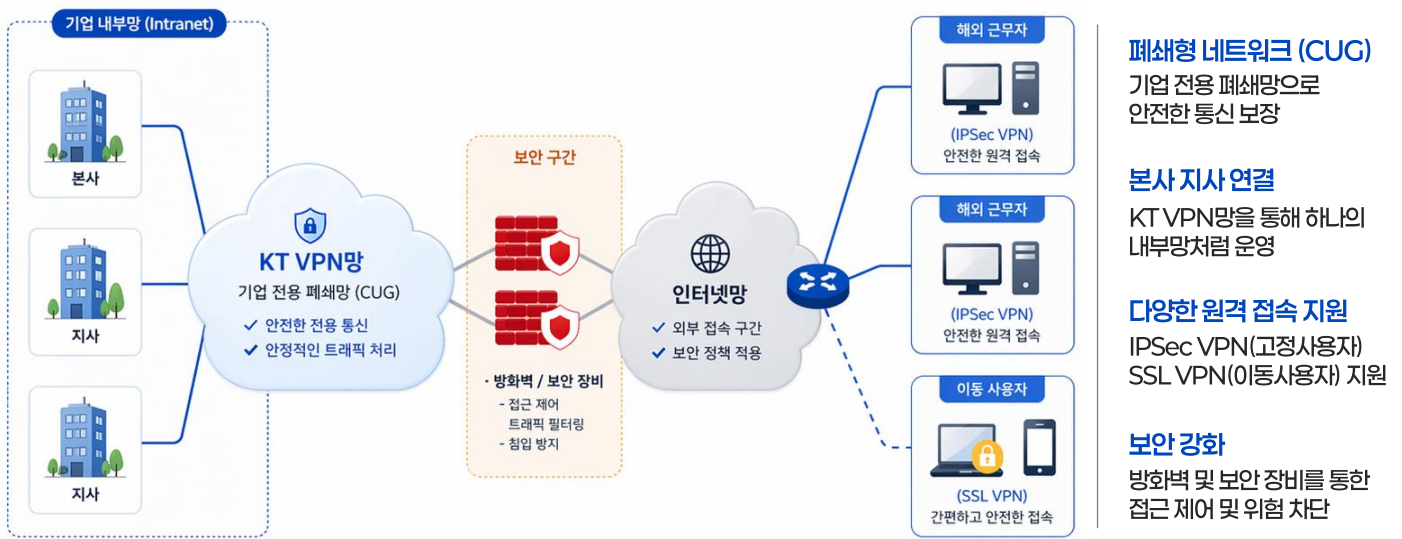 기업 내부망 (Intranet)
본사
지사
지사
KT VPN망
기업 전용 폐쇄망 (CUG)
✓ 안전한 전용 통신
✓ 안정적인 트래픽 처리
보안 구간
· 방화벽 / 보안 장비
- 접근 제어
트래픽 필터링
- 침입 방지
인터넷망
✓ 외부 접속 구간
✓ 보안 정책 적용
해외 근무자
(IPSec VPN)
안전한 원격 접속
해외 근무자
(IPSec VPN)
안전한 원격 접속
이동 사용자
(SSL VPN)
간편하고 안전한 접속
폐쇄형 네트워크 (CUG)
기업 전용 폐쇄망으로
안전한 통신 보장
본사 지사 연결
KT VPN망을 통해 하나의
내부망처럼 운영
다양한 원격 접속 지원
IPSec VPN(고정사용자)
SSL VPN(이동사용자) 지원
보안 강화
방화벽 및 보안 장비를 통한
접근 제어 및 위험 차단